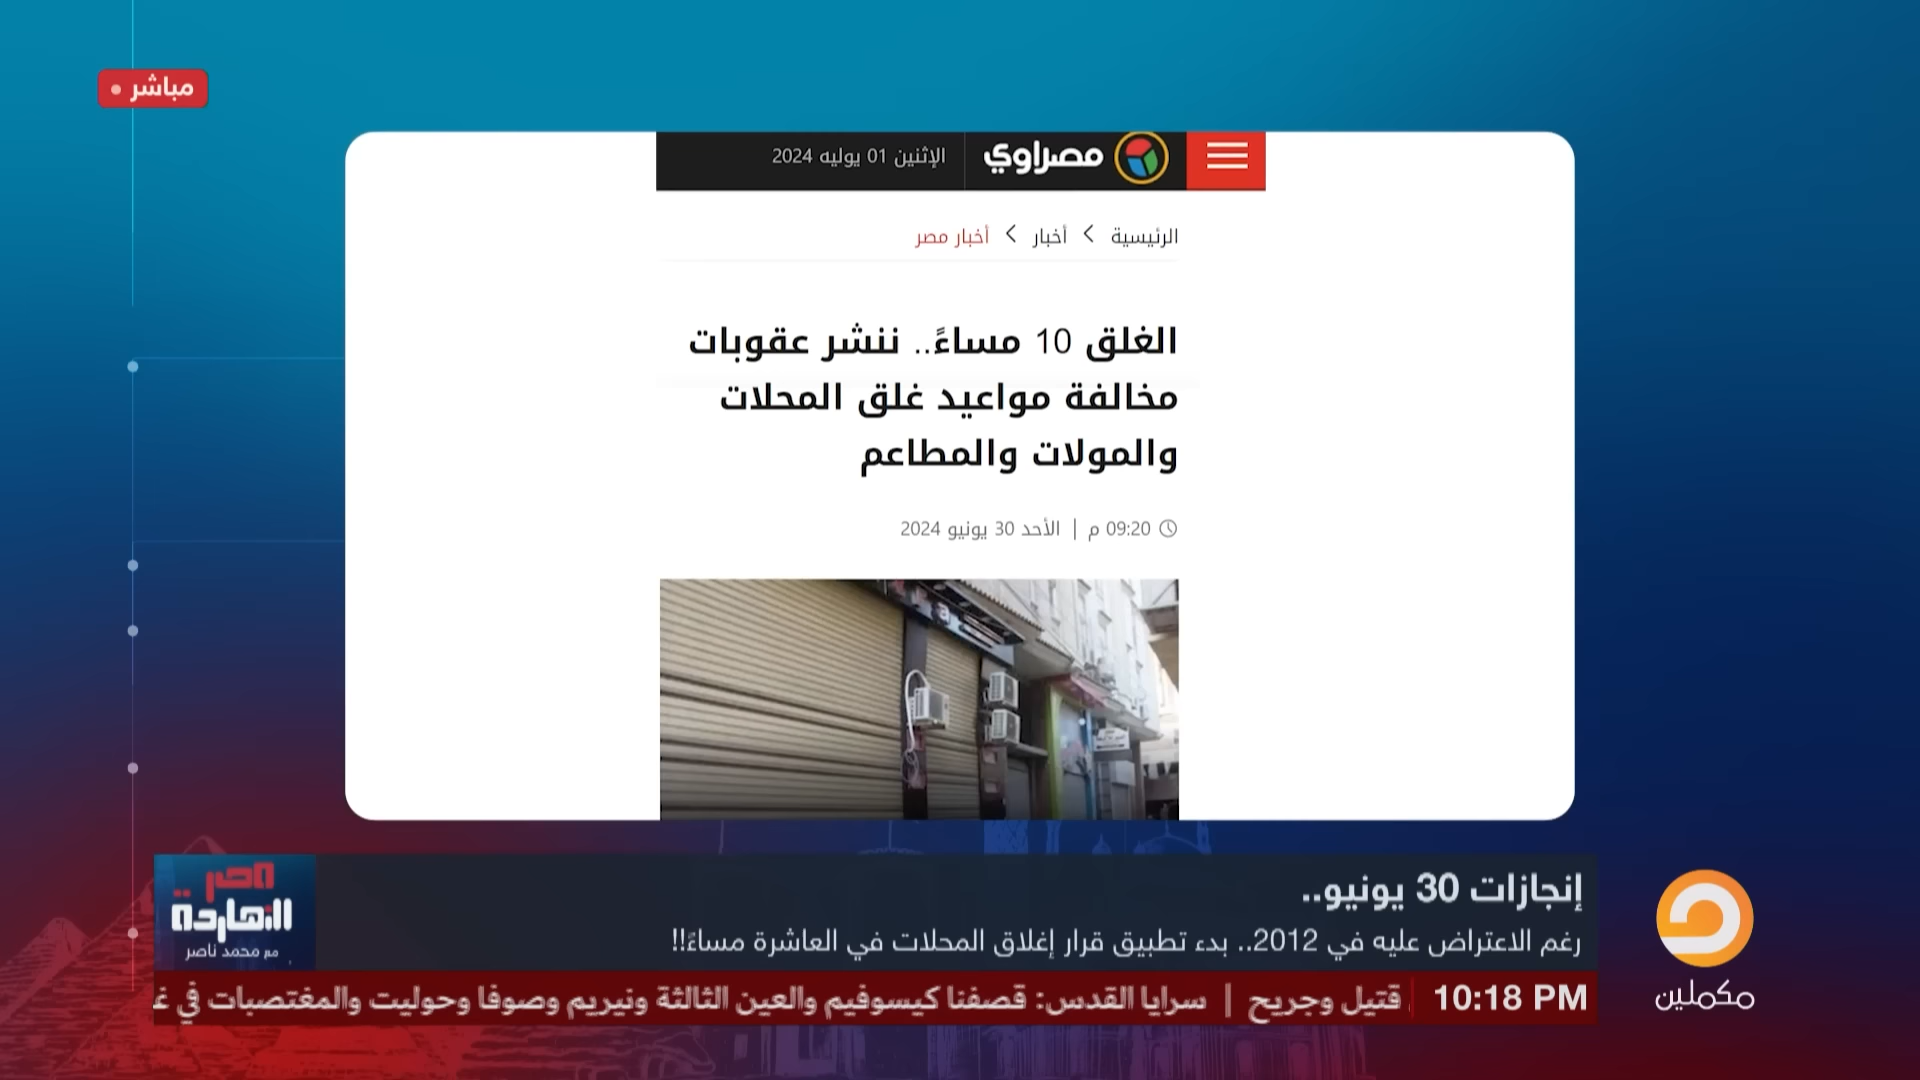 مباشر
مصراوي
الإثنين 01 يوليه 2024
الرئيسية > أخبار > أخبار مصر
الغلق 10 مساءً.. ننشر عقوبات
مخالفة مواعيد غلق المحلات
والمولات والمطاعم
09:20 م | الأحد 30 يونيو 2024
إنجازات 30 يونيو..
رغم الاعتراض عليه في 2012.. بدء تطبيق قرار إغلاق المحلات في العاشرة مساءً!!
مصر
النهاردة
مع محمد ناصر
10:18 PM
قتيل وجريح | سرايا القدس: قصفنا كيسوفيم والعين الثالثة ونيريم وصوفا وحوليت والمغتصبات في
مكملين